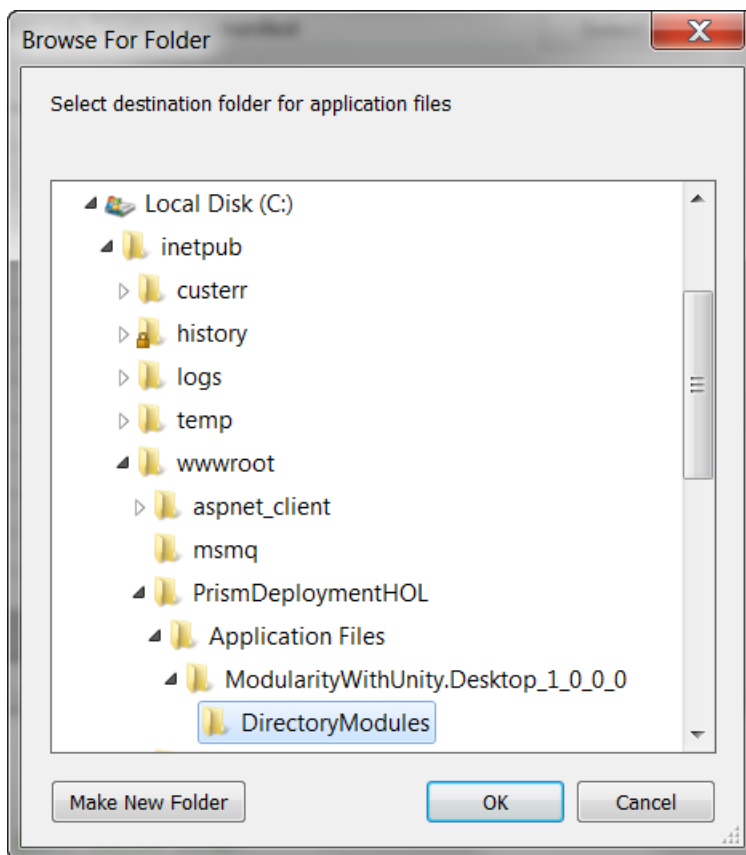 Browse For Folder
Select destination folder for application files
Local Disk (C:)
inetpub
custerr
history
logs
temp
wwwroot
aspnet_client
msmq
PrismDeploymentHOL
Application Files
ModularityWithUnity.Desktop_1_0_0_0
DirectoryModules
Make New Folder
OK
Cancel